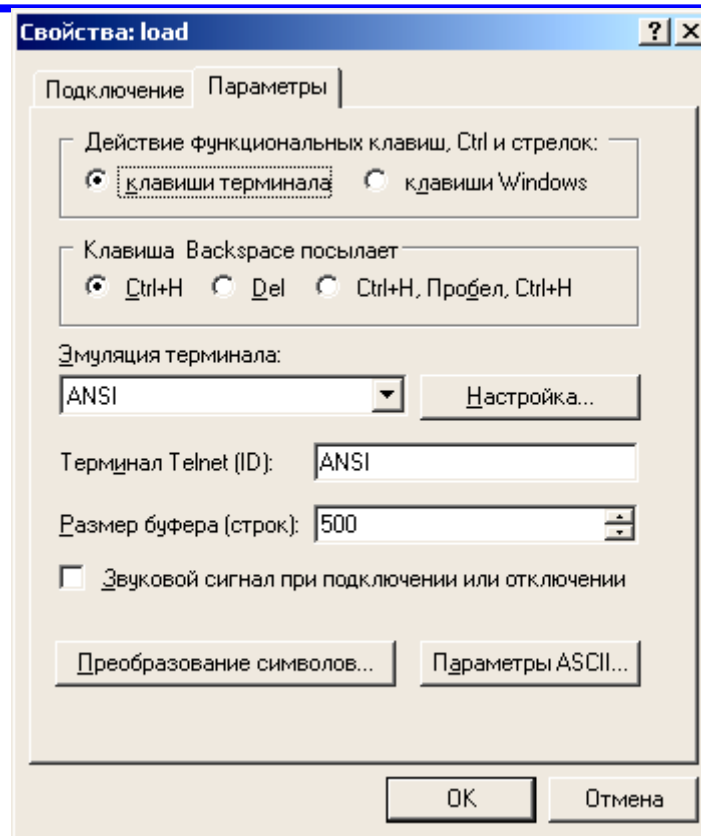 Свойства: load
Подключение Параметры
Действие функциональных клавиш, Ctrl и стрелок:
клавиши терминала клавиши Windows
Клавиша Backspace посылает
Ctrl+H Del Ctrl+H, Пробел, Ctrl+H
Эмуляция терминала:
ANSI Настройка...
Терминал Telnet (ID): ANSI
Размер буфера (строк): 500
Звуковой сигнал при подключении или отключении
Преобразование символов... Параметры ASCII...
OK Отмена